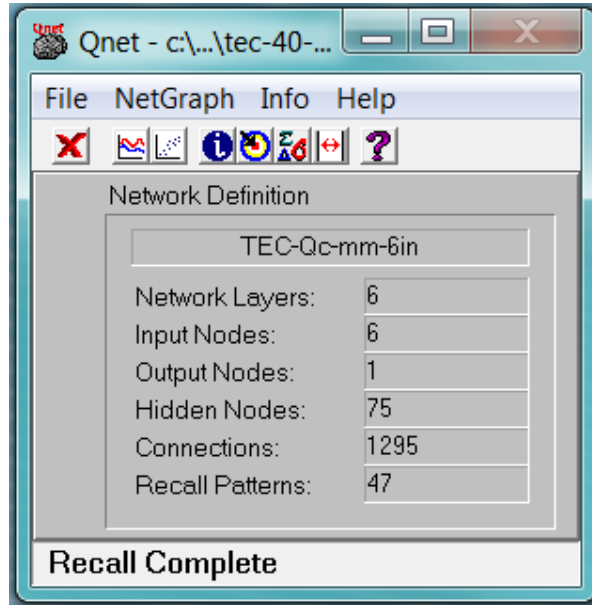 Qnet - c:\...\tec-40-...
File NetGraph Info Help
Network Definition
TEC-Qc-mm-6in
Network Layers: 6
Input Nodes: 6
Output Nodes: 1
Hidden Nodes: 75
Connections: 1295
Recall Patterns: 47
Recall Complete